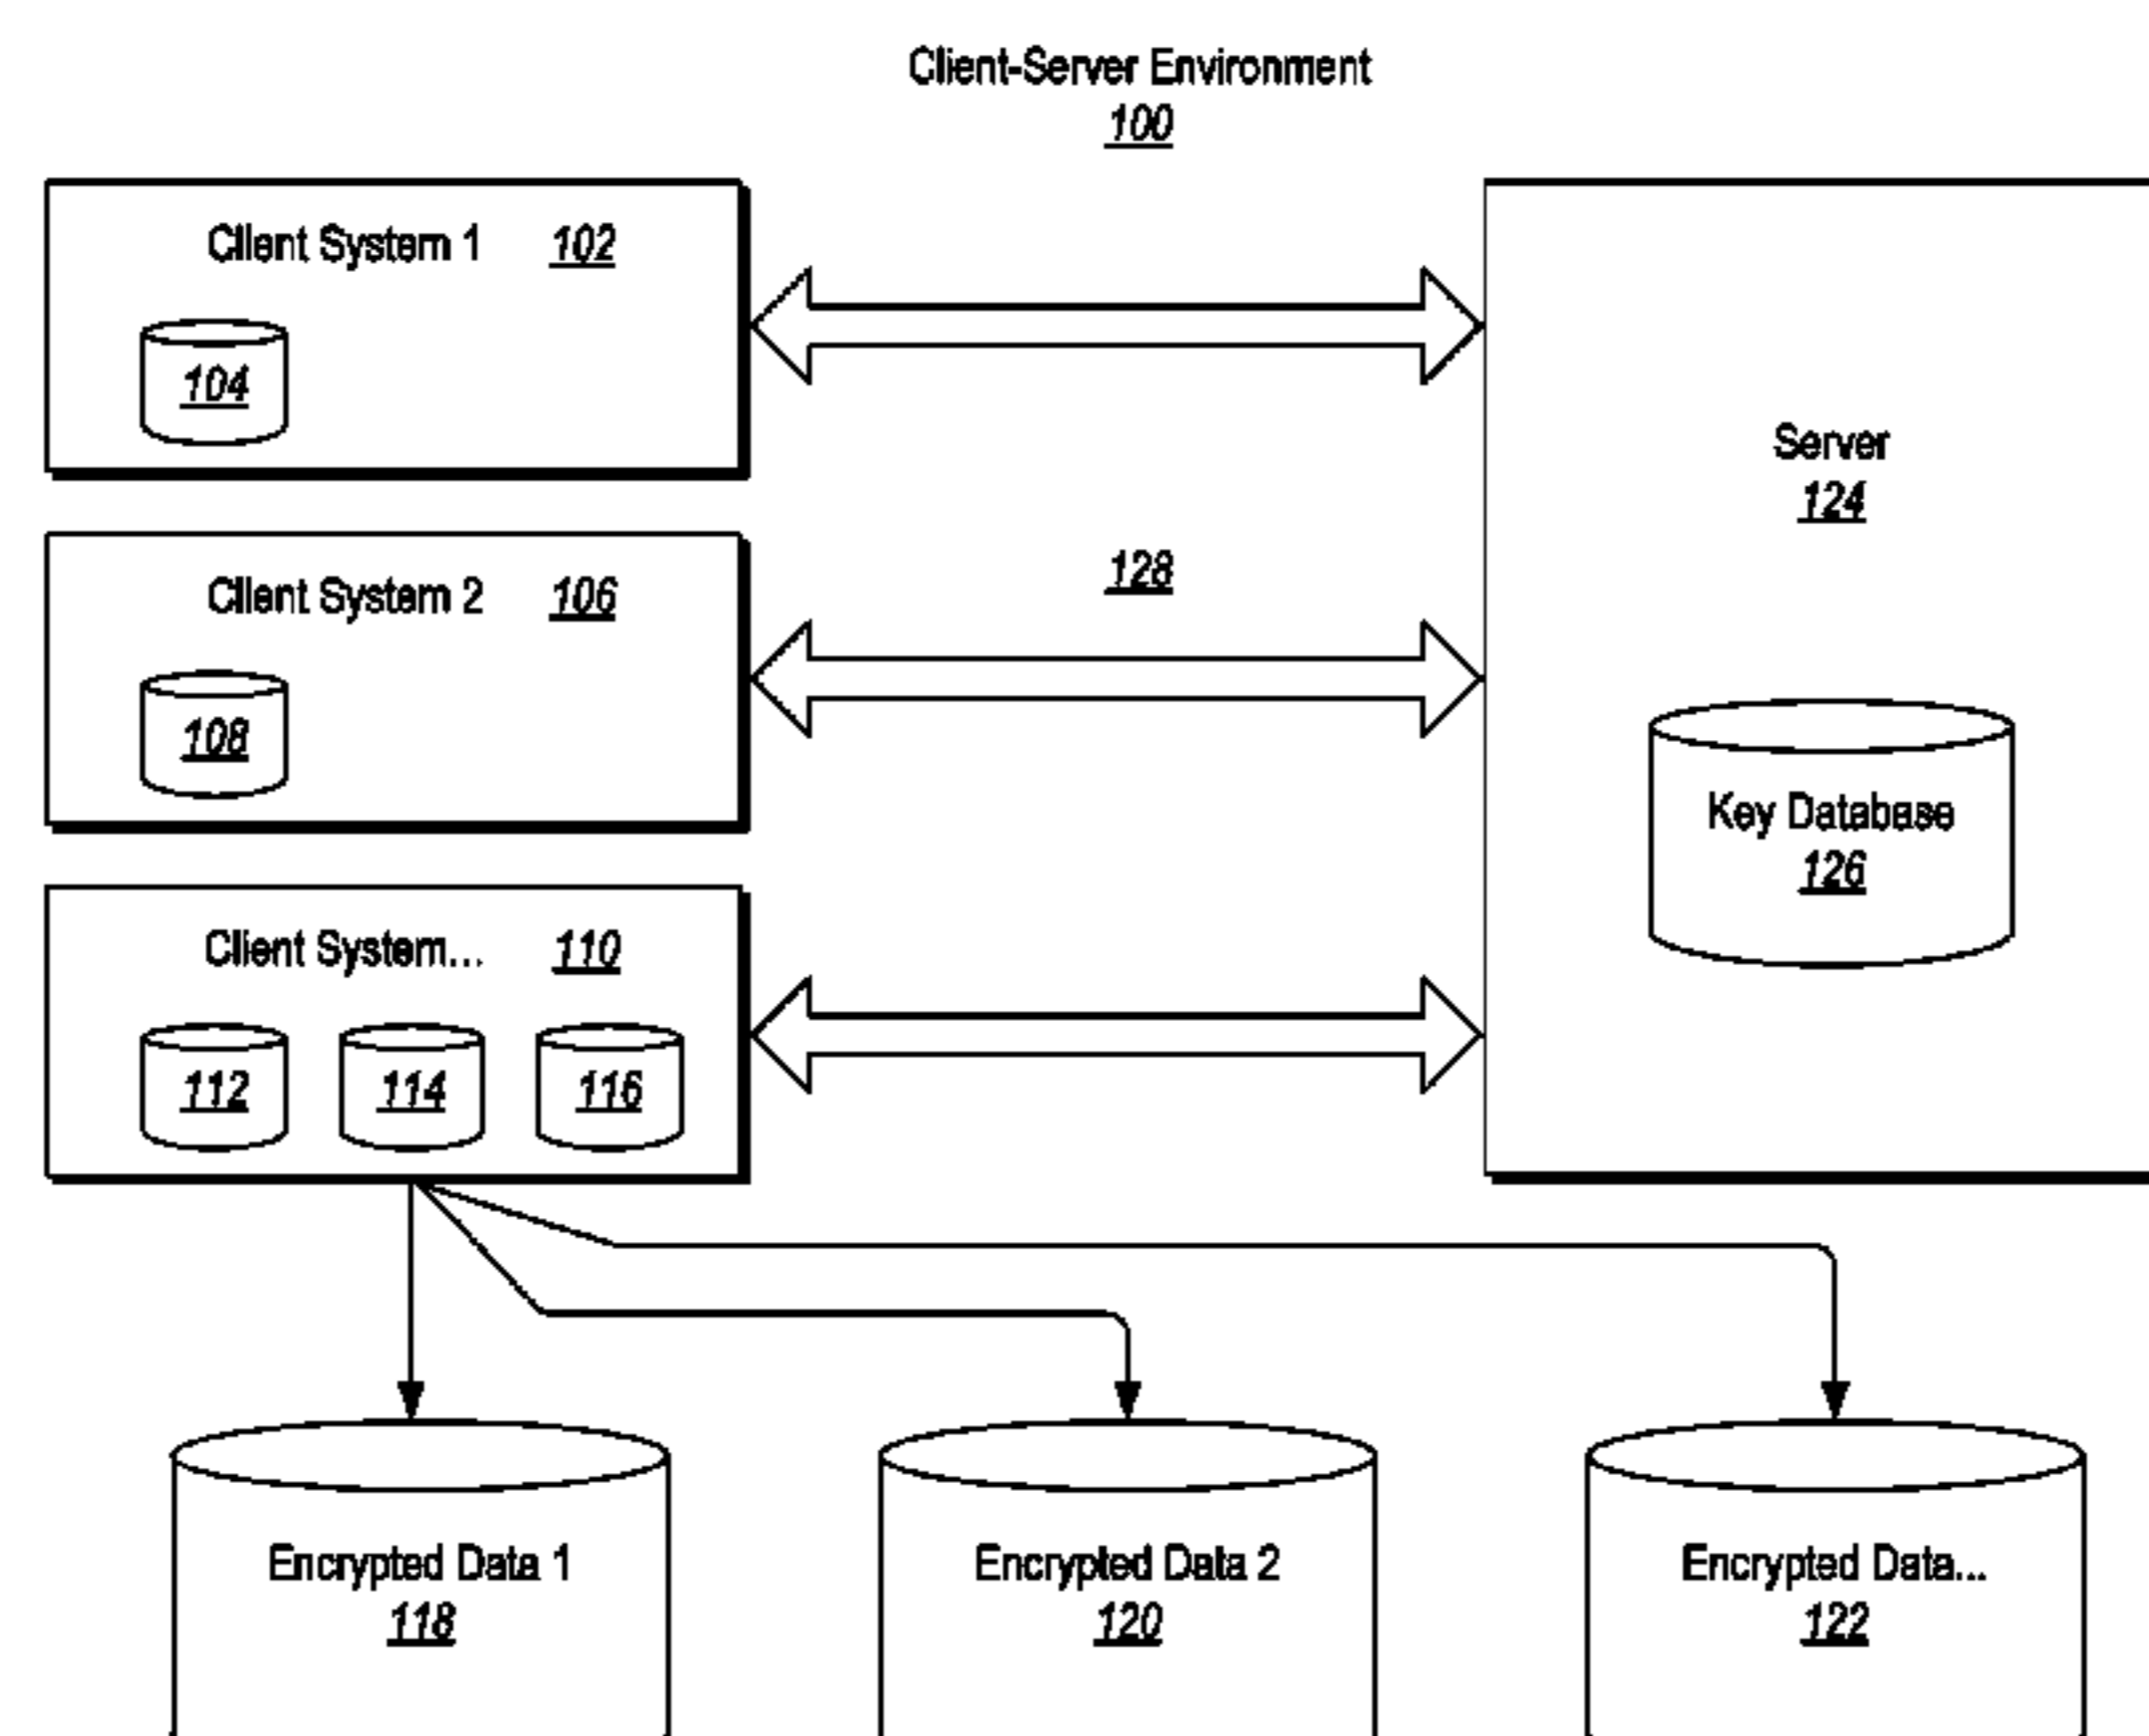 Client-Server Environment
100
Client System 1 102
104
Server
124
128
Client System 2 106
108
Key Database
126
Client System... 110
112 114 116
Encrypted Data 1
118
Encrypted Data 2
120
Encrypted Data...
122